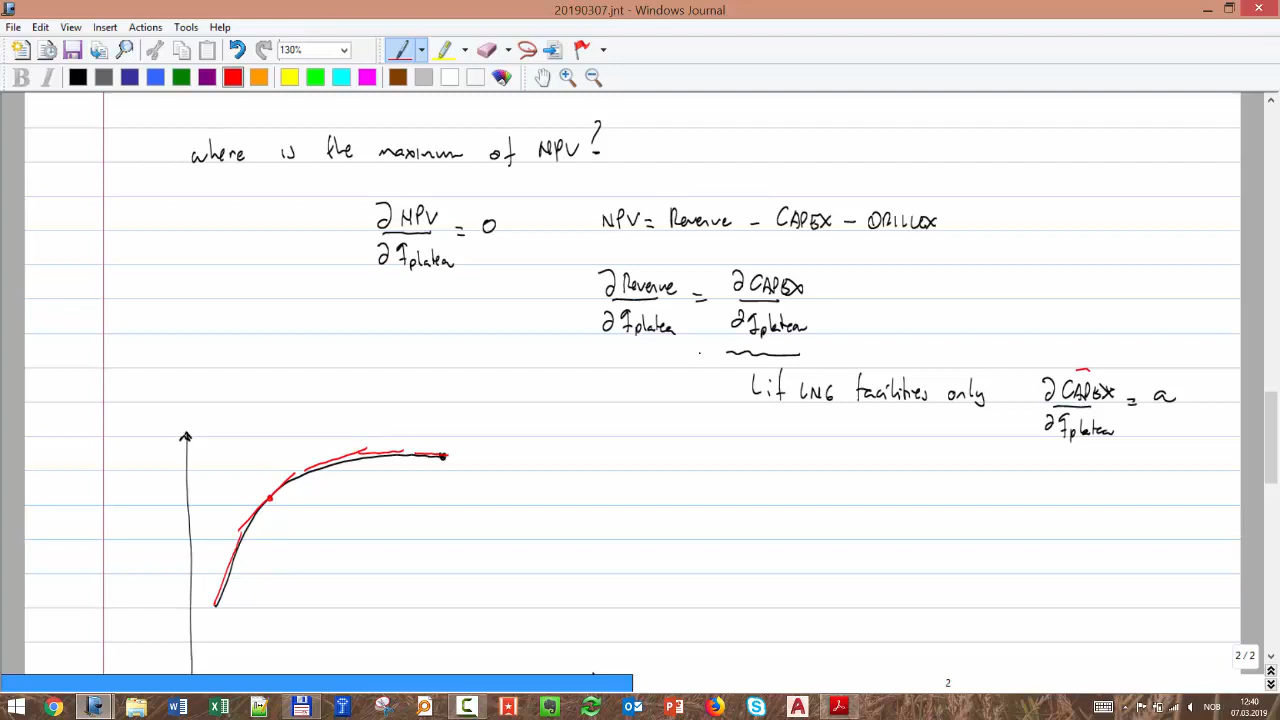 20190307.jnt - Windows Journal
File Edit View Insert Actions Tools Help
130%
B I
where is the maximum of NPV?
∂NPV/∂qplatea = 0
NPV = Revenue - CAPEX - DRILLEX
∂Revenue/∂qplatea = ∂CAPEX/∂qplateau
if LNG facilities only ∂CAPEX/∂qplateau = a
2 / 2
2
NOB
12:40
07.03.2019